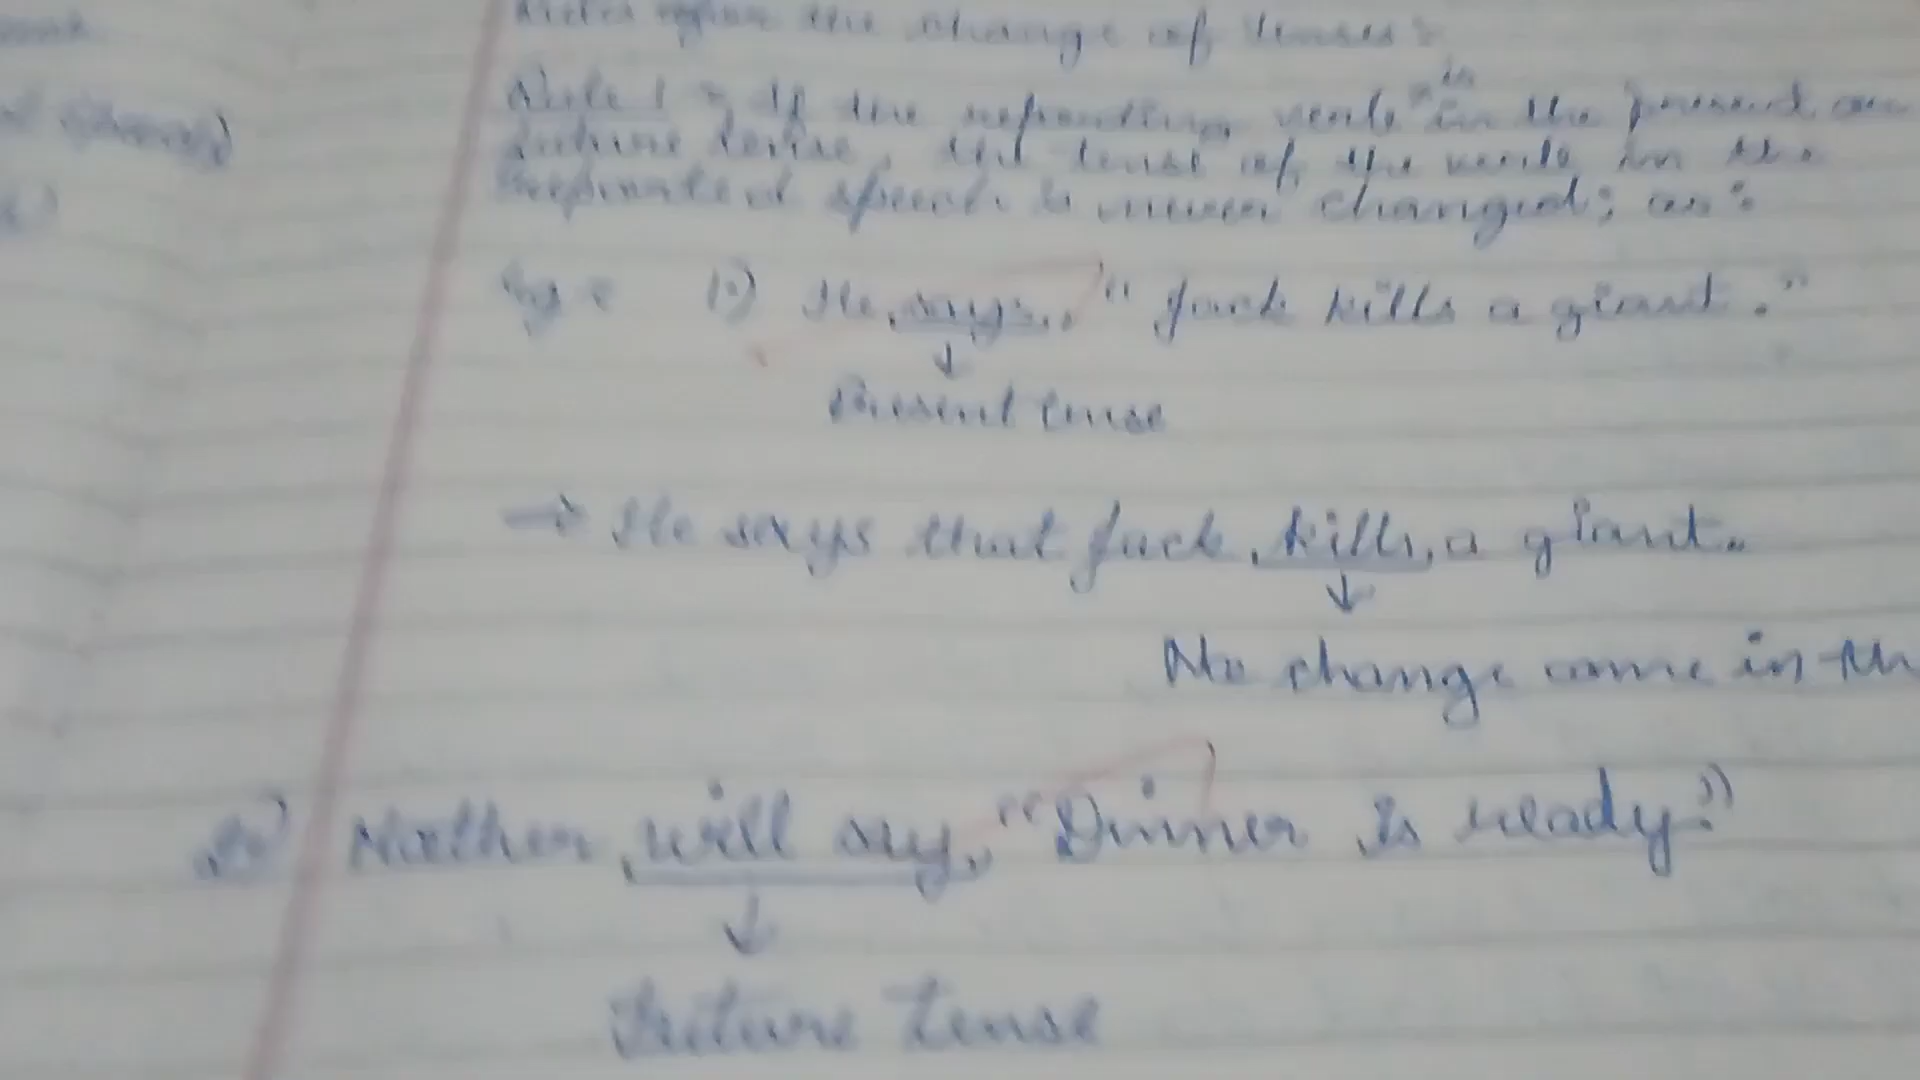 Rules for the change of tenses:
Rule 1 → If the reporting verb is in the present or
future tense, the tense of the verb in the
reported speech is never changed; as:
eg: 1.) He says, "Jack kills a giant."
Present tense
→ He says that Jack kills a giant.
No change come in th
2.) Mother will say, "Dinner is ready."
Future tense